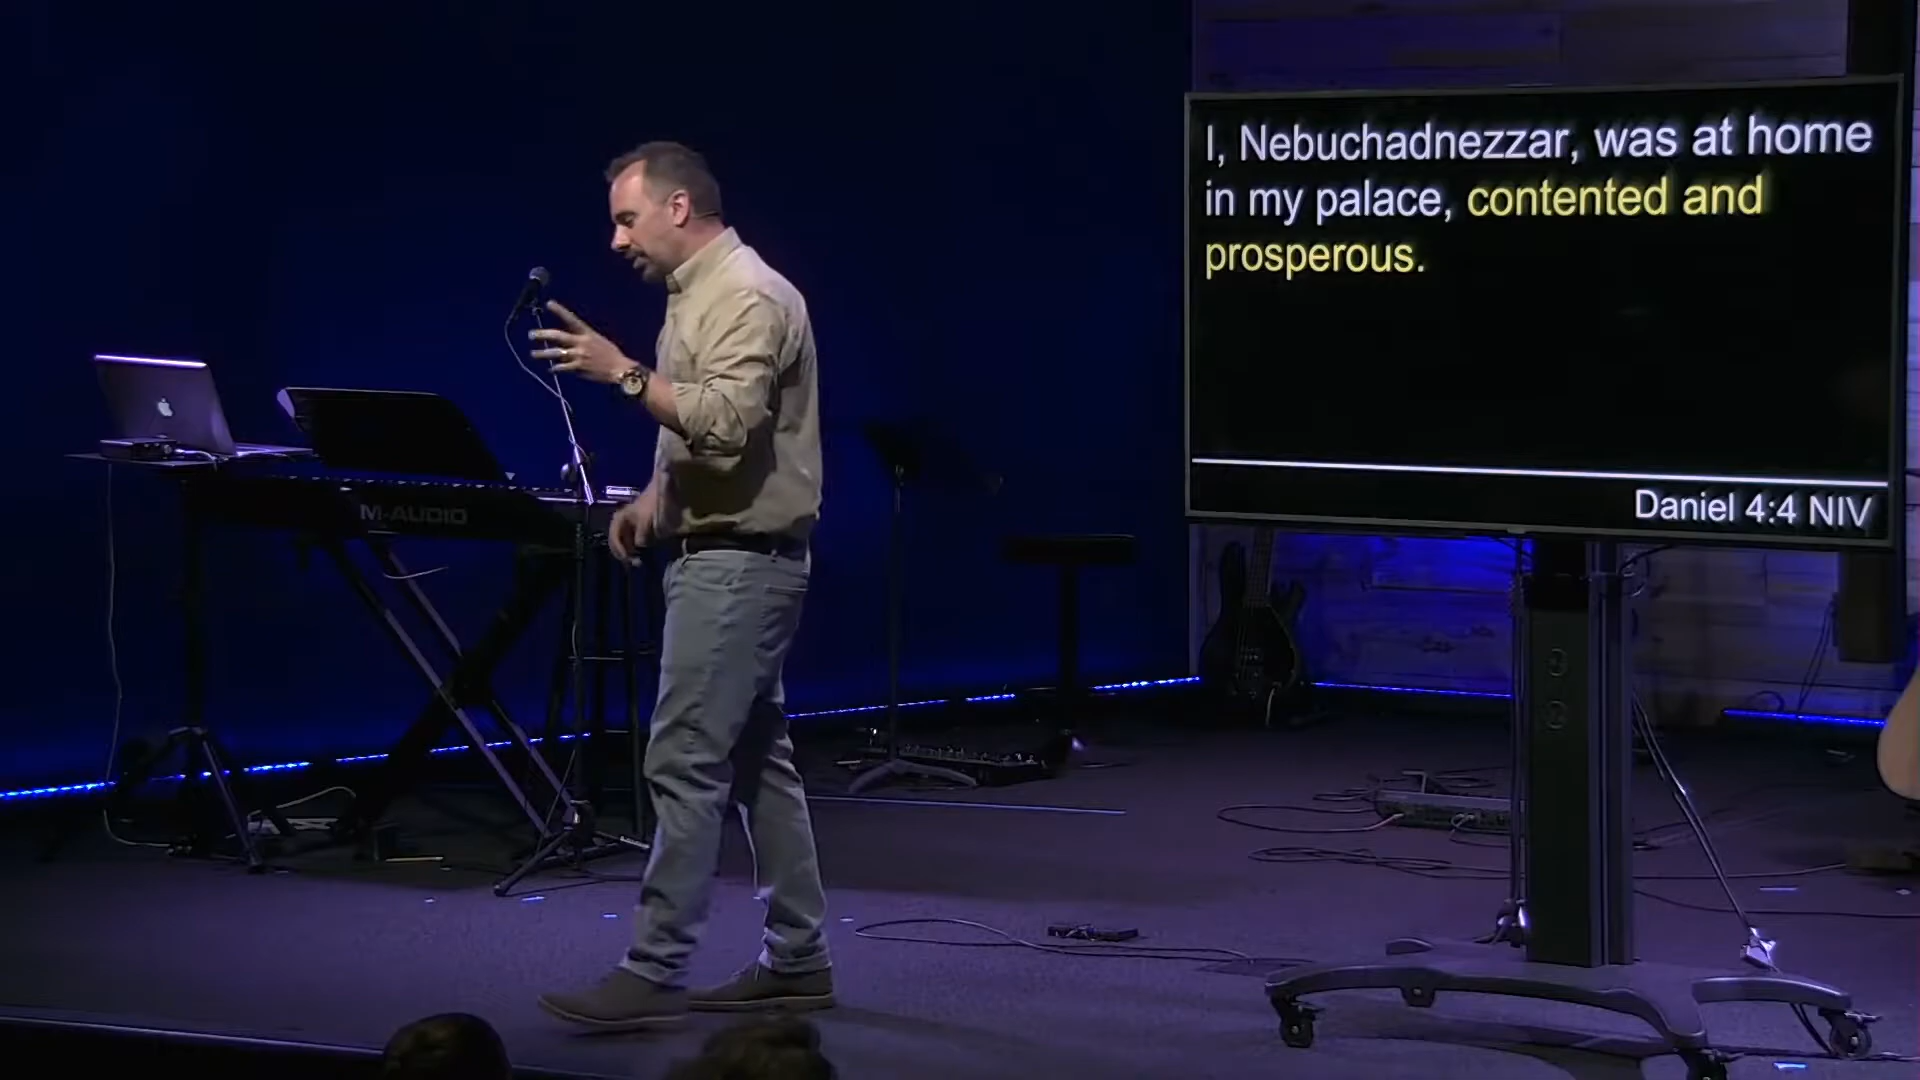 I, Nebuchadnezzar, was at home
in my palace, contented and
prosperous.
Daniel 4:4 NIV
M-AUDIO